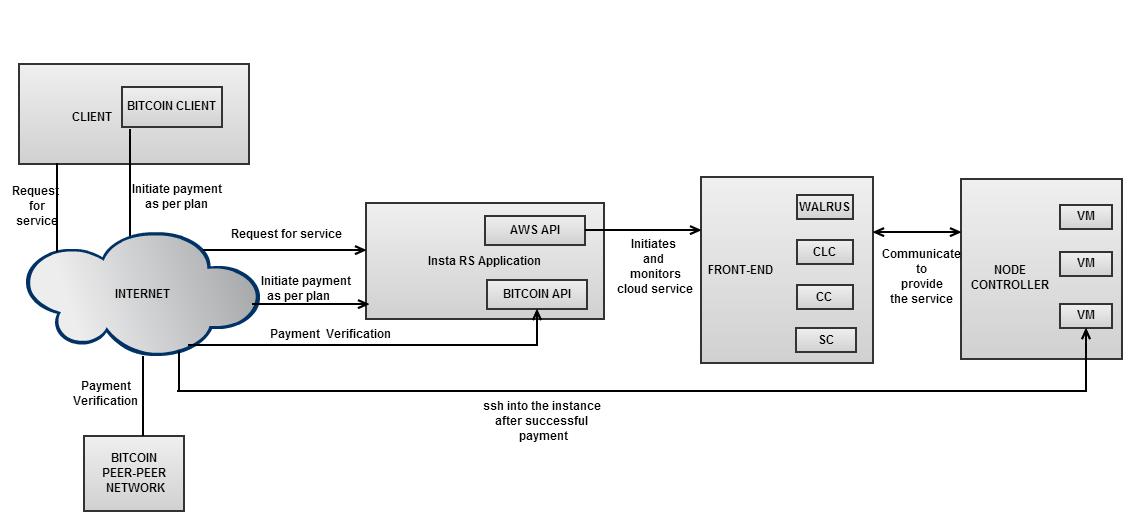 CLIENT
BITCOIN CLIENT
Request
for
service
Initiate payment
as per plan
INTERNET
Request for service
Initiate payment
as per plan
Payment Verification
Payment
Verification
BITCOIN
PEER-PEER
NETWORK
AWS API
Insta RS Application
BITCOIN API
Initiates
and
monitors
cloud service
FRONT-END
WALRUS
CLC
CC
SC
Communicate
to
provide
the service
NODE
CONTROLLER
VM
VM
VM
ssh into the instance
after successful
payment